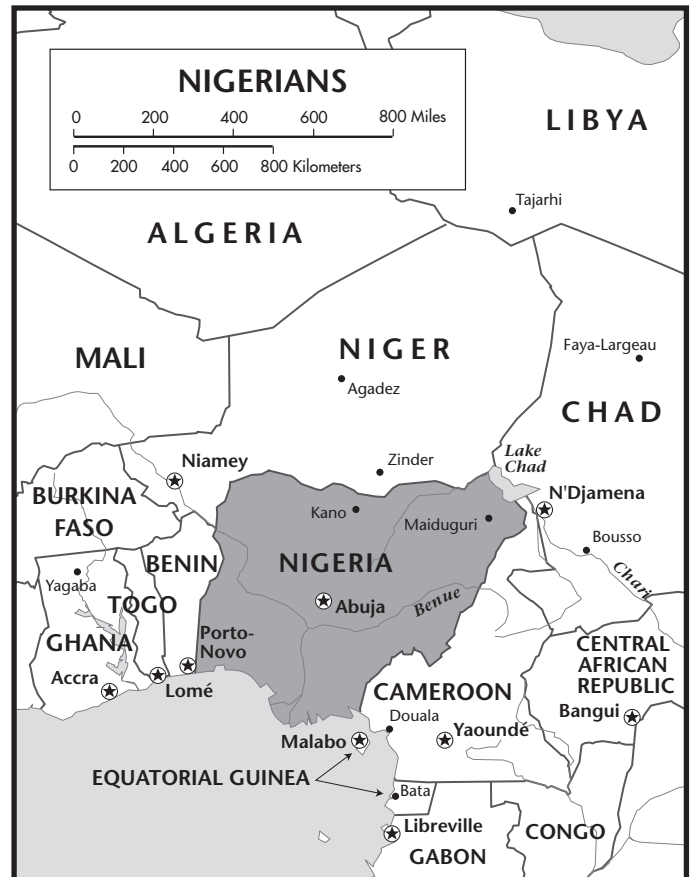 NIGERIANS
0 200 400 600 800 Miles
0 200 400 600 800 Kilometers
LIBYA
Tajarhi
ALGERIA
MALI
NIGER
Faya-Largeau
Agadez
CHAD
Niamey
Zinder
Lake
Chad
BURKINA
FASO
Kano
Maiduguri
N'Djamena
BENIN
NIGERIA
Bousso
Yagaba
TOGO
Abuja
Benue
Chari
GHANA
Porto-
Novo
CENTRAL
AFRICAN
REPUBLIC
Accra
Lomé
CAMEROON
Bangui
Douala
Malabo
Yaoundé
EQUATORIAL GUINEA
Bata
Libreville
CONGO
GABON